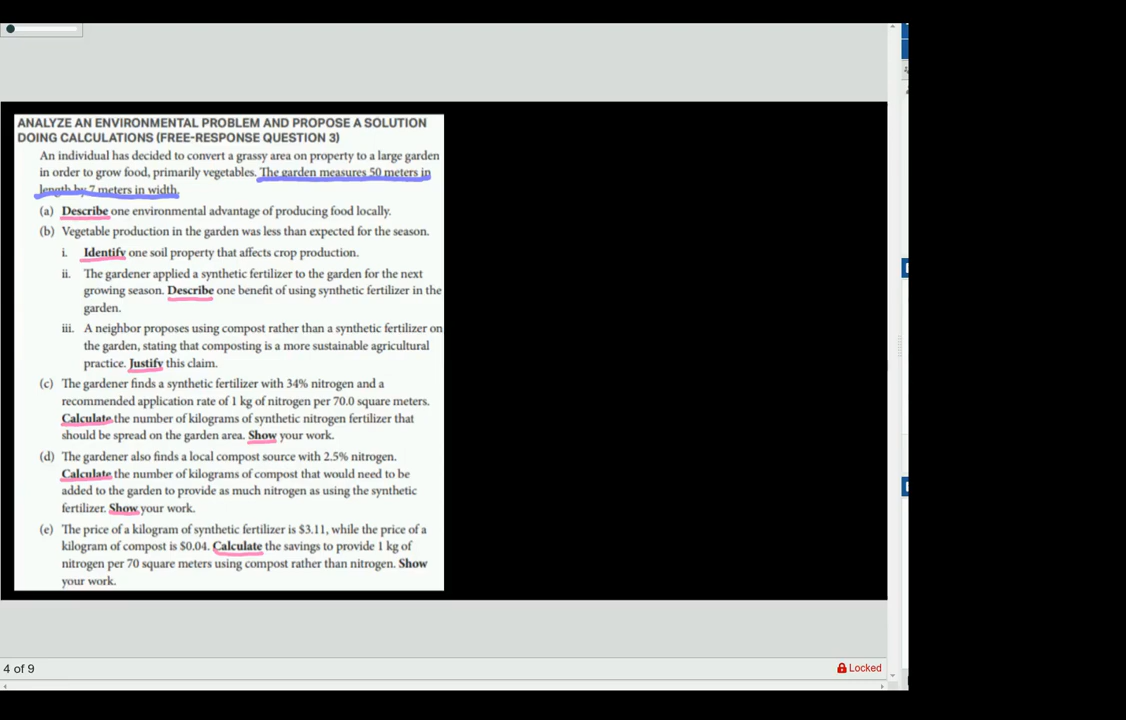 ANALYZE AN ENVIRONMENTAL PROBLEM AND PROPOSE A SOLUTION
DOING CALCULATIONS (FREE-RESPONSE QUESTION 3)
An individual has decided to convert a grassy area on property to a large garden
in order to grow food, primarily vegetables. The garden measures 50 meters in
length by 7 meters in width.
(a) Describe one environmental advantage of producing food locally.
(b) Vegetable production in the garden was less than expected for the season.
i. Identify one soil property that affects crop production.
ii. The gardener applied a synthetic fertilizer to the garden for the next
growing season. Describe one benefit of using synthetic fertilizer in the
garden.
iii. A neighbor proposes using compost rather than a synthetic fertilizer on
the garden, stating that composting is a more sustainable agricultural
practice. Justify this claim.
(c) The gardener finds a synthetic fertilizer with 34% nitrogen and a
recommended application rate of 1 kg of nitrogen per 70.0 square meters.
Calculate the number of kilograms of synthetic nitrogen fertilizer that
should be spread on the garden area. Show your work.
(d) The gardener also finds a local compost source with 2.5% nitrogen.
Calculate the number of kilograms of compost that would need to be
added to the garden to provide as much nitrogen as using the synthetic
fertilizer. Show your work.
(e) The price of a kilogram of synthetic fertilizer is $3.11, while the price of a
kilogram of compost is $0.04. Calculate the savings to provide 1 kg of
nitrogen per 70 square meters using compost rather than nitrogen. Show
your work.
4 of 9
Locked